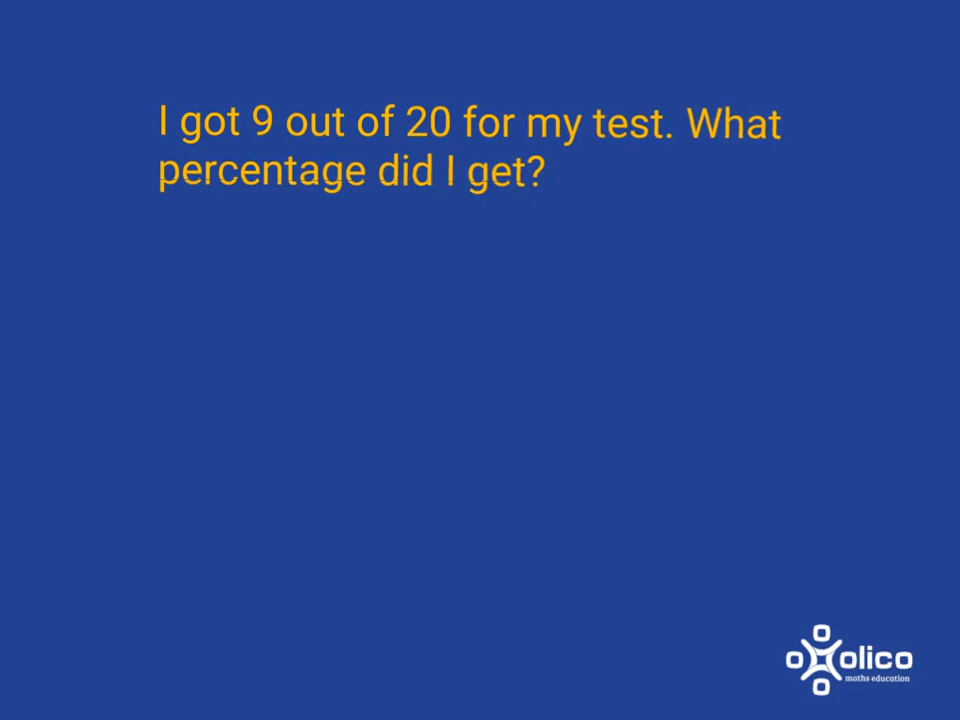 I got 9 out of 20 for my test. What
percentage did I get?
olico
maths education